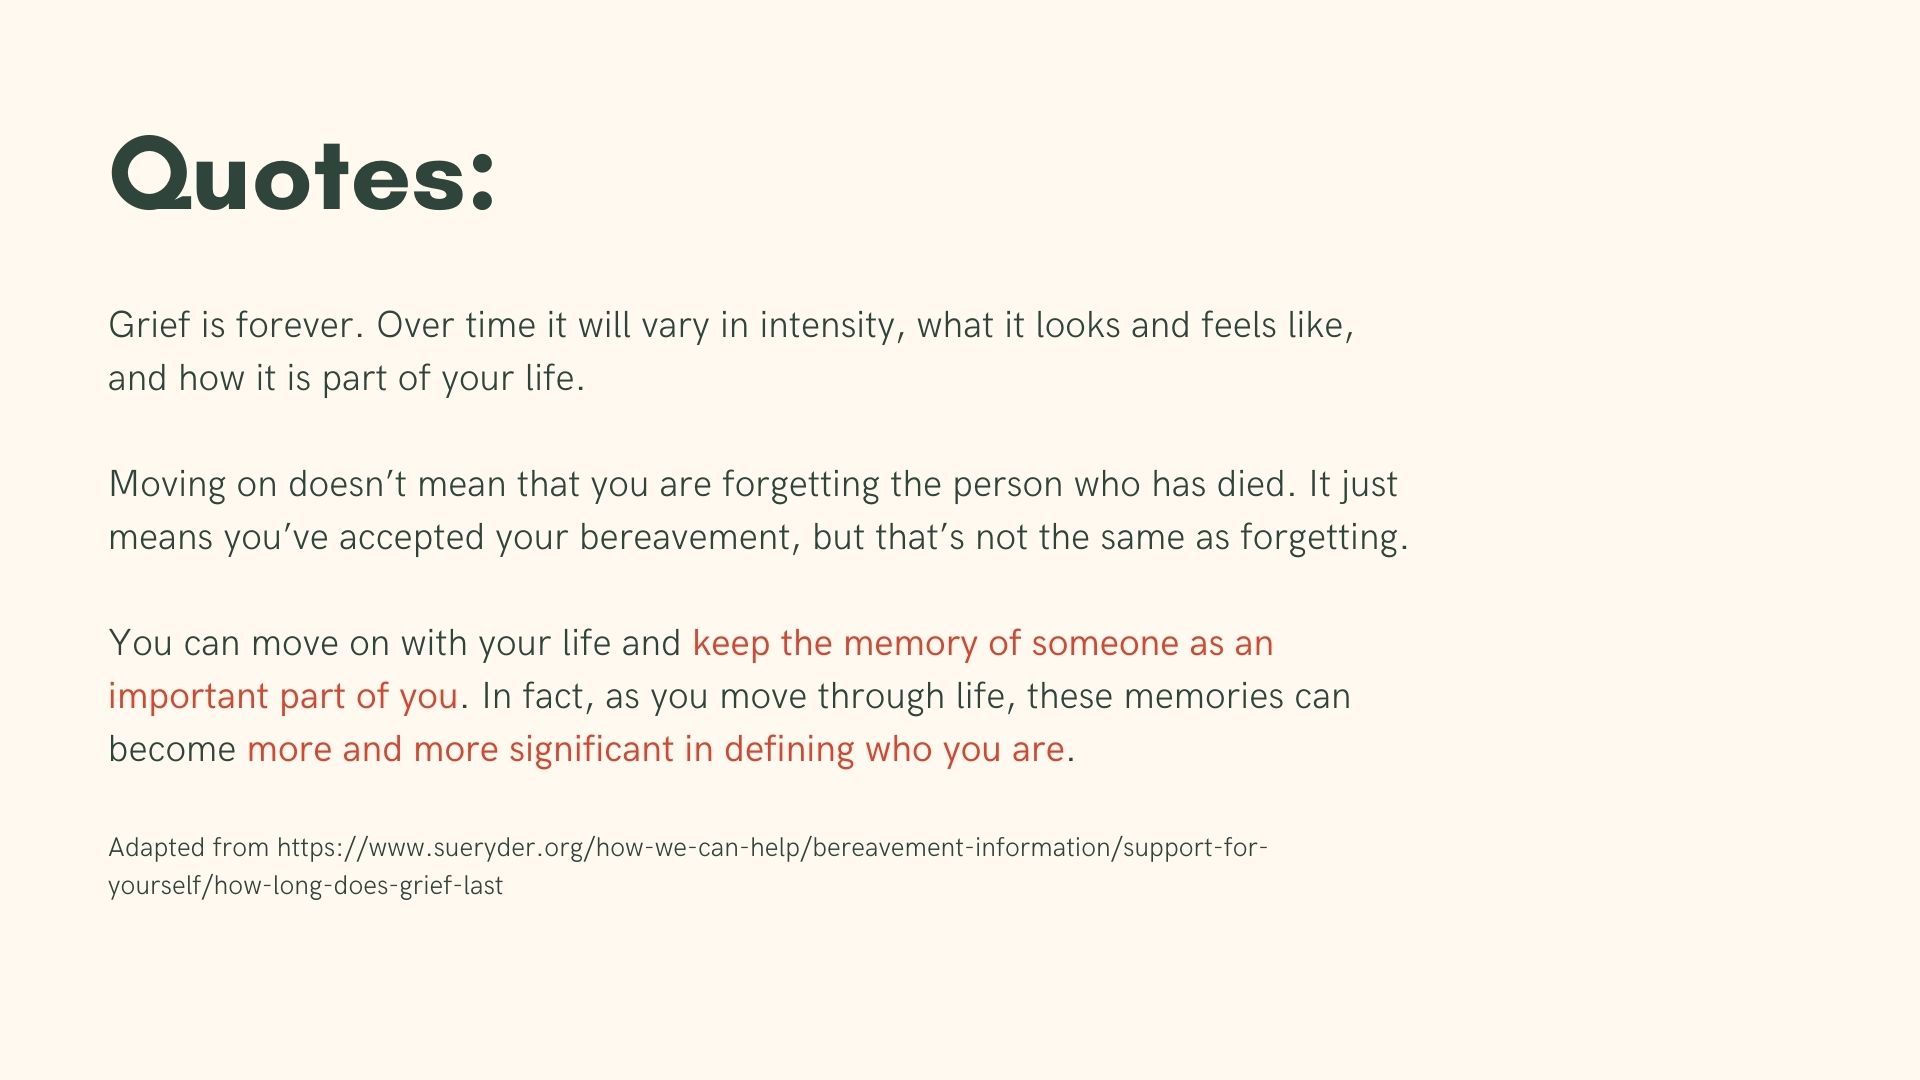 Quotes:
Grief is forever. Over time it will vary in intensity, what it looks and feels like,
and how it is part of your life.
Moving on doesn’t mean that you are forgetting the person who has died. It just
means you’ve accepted your bereavement, but that’s not the same as forgetting.
You can move on with your life and keep the memory of someone as an
important part of you. In fact, as you move through life, these memories can
become more and more significant in defining who you are.
Adapted from https://www.sueryder.org/how-we-can-help/bereavement-information/support-for-
yourself/how-long-does-grief-last